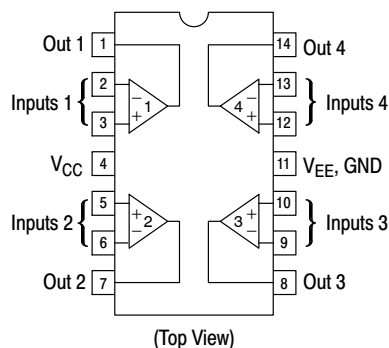 Out 1 1 14 Out 4
Inputs 1 { 2 − 1 4 − 13 } Inputs 4
3 + + 12
VCC 4 11 VEE, GND
Inputs 2 { 5 + 2 3 + 10 } Inputs 3
6 − − 9
Out 2 7 8 Out 3
(Top View)